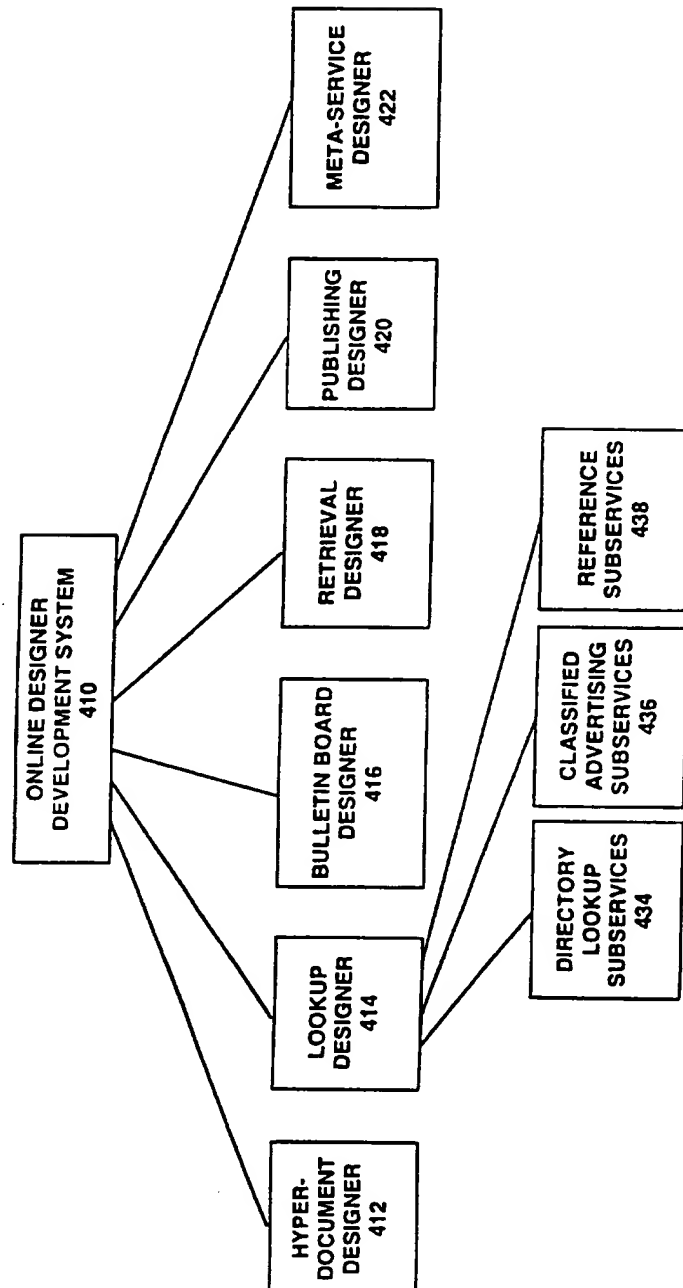 ONLINE DESIGNER
DEVELOPMENT SYSTEM
410
HYPER-
DOCUMENT
DESIGNER
412
LOOKUP
DESIGNER
414
BULLETIN BOARD
DESIGNER
416
RETRIEVAL
DESIGNER
418
PUBLISHING
DESIGNER
420
META-SERVICE
DESIGNER
422
DIRECTORY
LOOKUP
SUBSERVICES
434
CLASSIFIED
ADVERTISING
SUBSERVICES
436
REFERENCE
SUBSERVICES
438